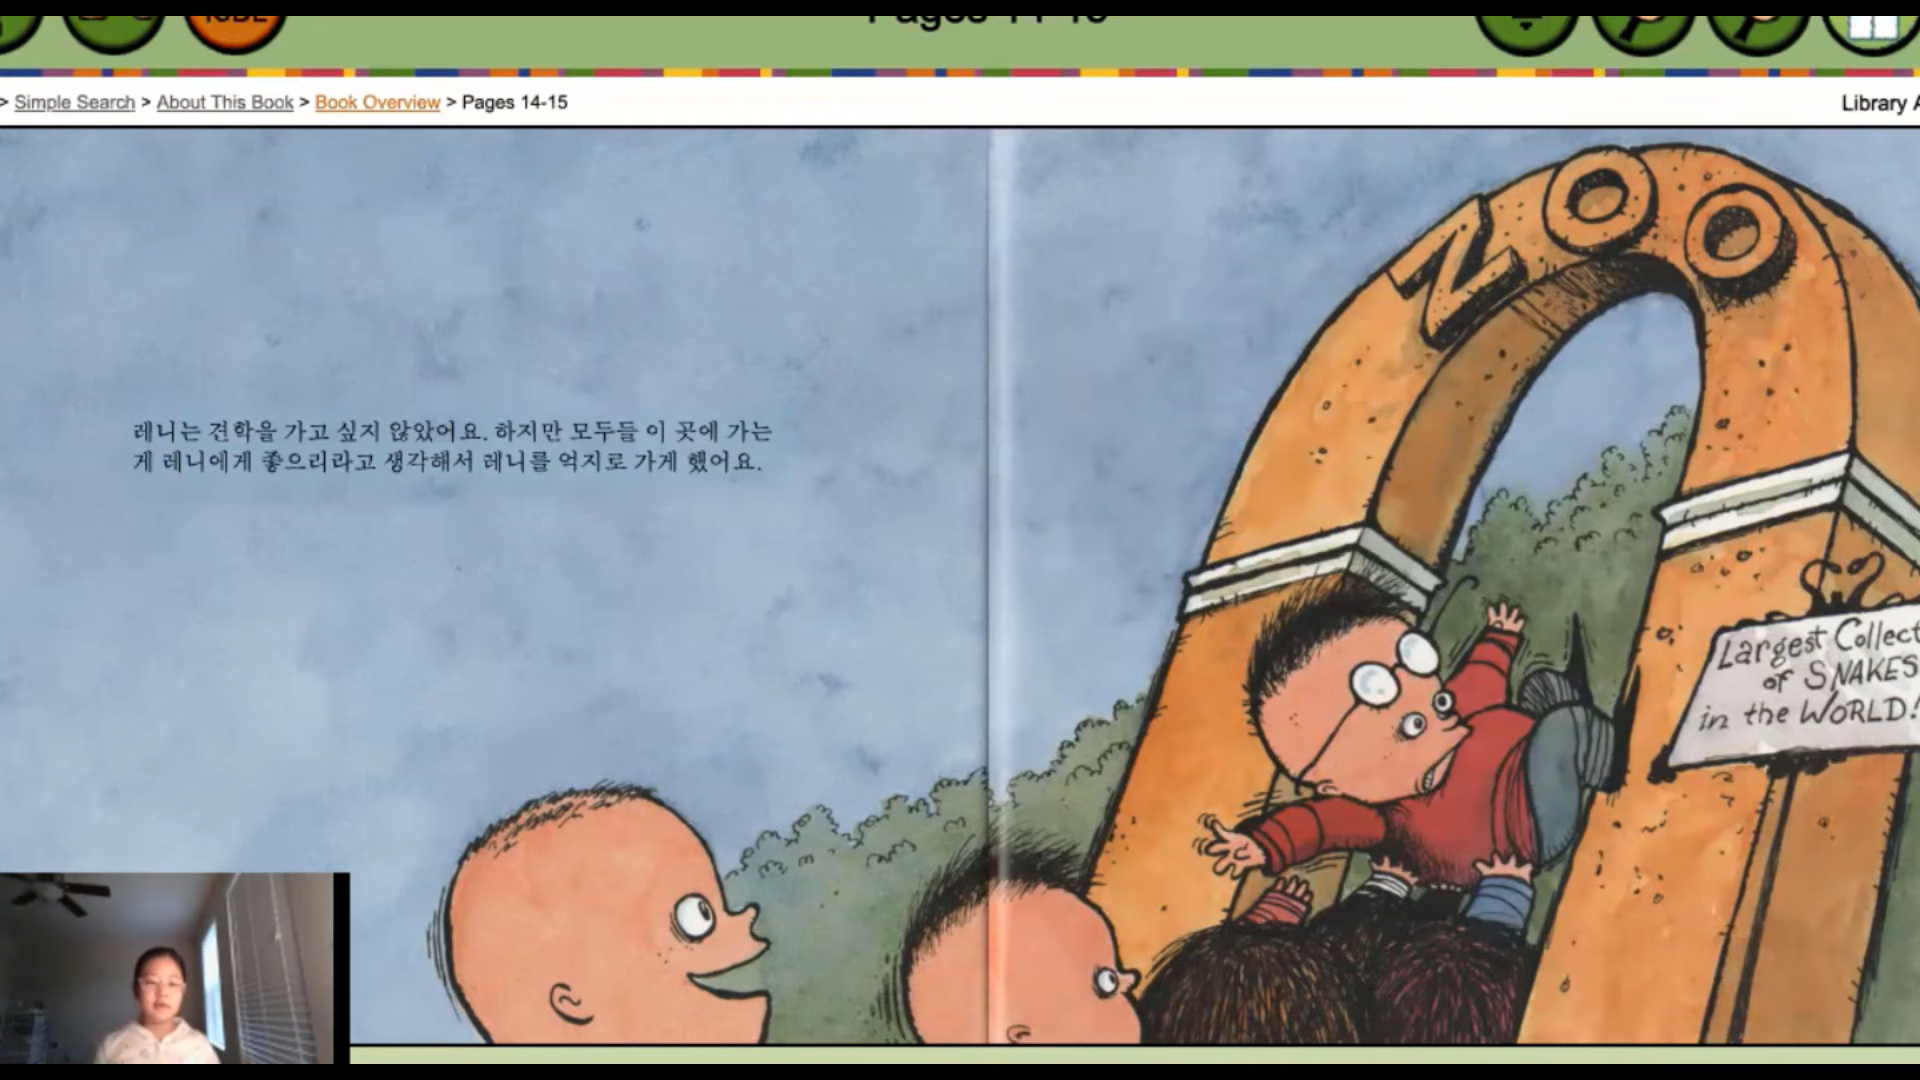 Pages 14-15
> Simple Search > About This Book > Book Overview > Pages 14-15
Library
레니는 견학을 가고 싶지 않았어요. 하지만 모두들 이 곳에 가는
게 레니에게 좋으리라고 생각해서 레니를 억지로 가게 했어요.
ZOO
Largest Collect
of SNAKES
in the WORLD!